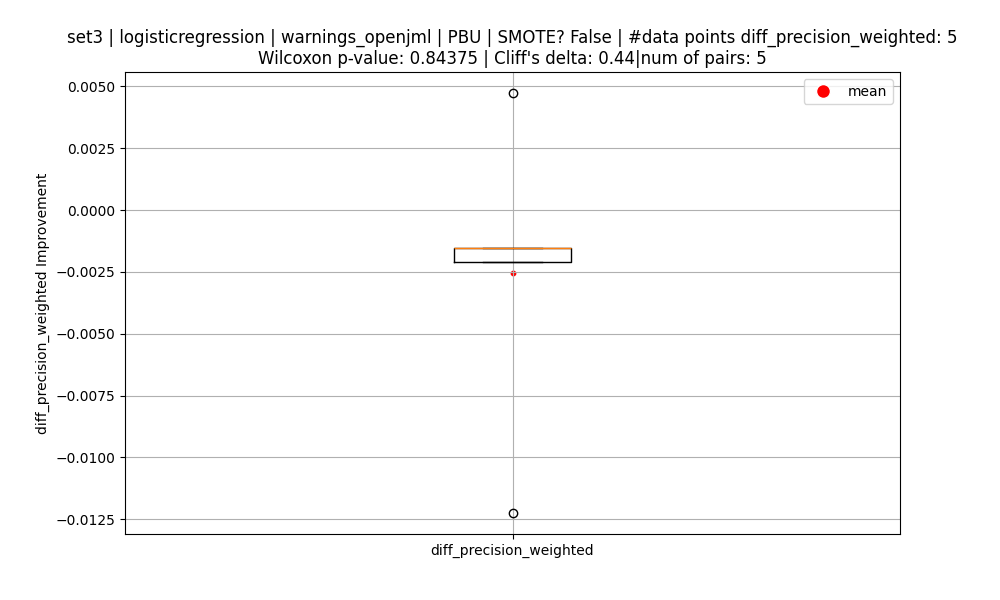 set3 | logisticregression | warnings_openjml | PBU | SMOTE? False | #data points diff_precision_weighted: 5
Wilcoxon p-value: 0.84375 | Cliff's delta: 0.44|num of pairs: 5
mean
0.0050
0.0025
0.0000
−0.0025
−0.0050
−0.0075
−0.0100
−0.0125
diff_precision_weighted Improvement
diff_precision_weighted